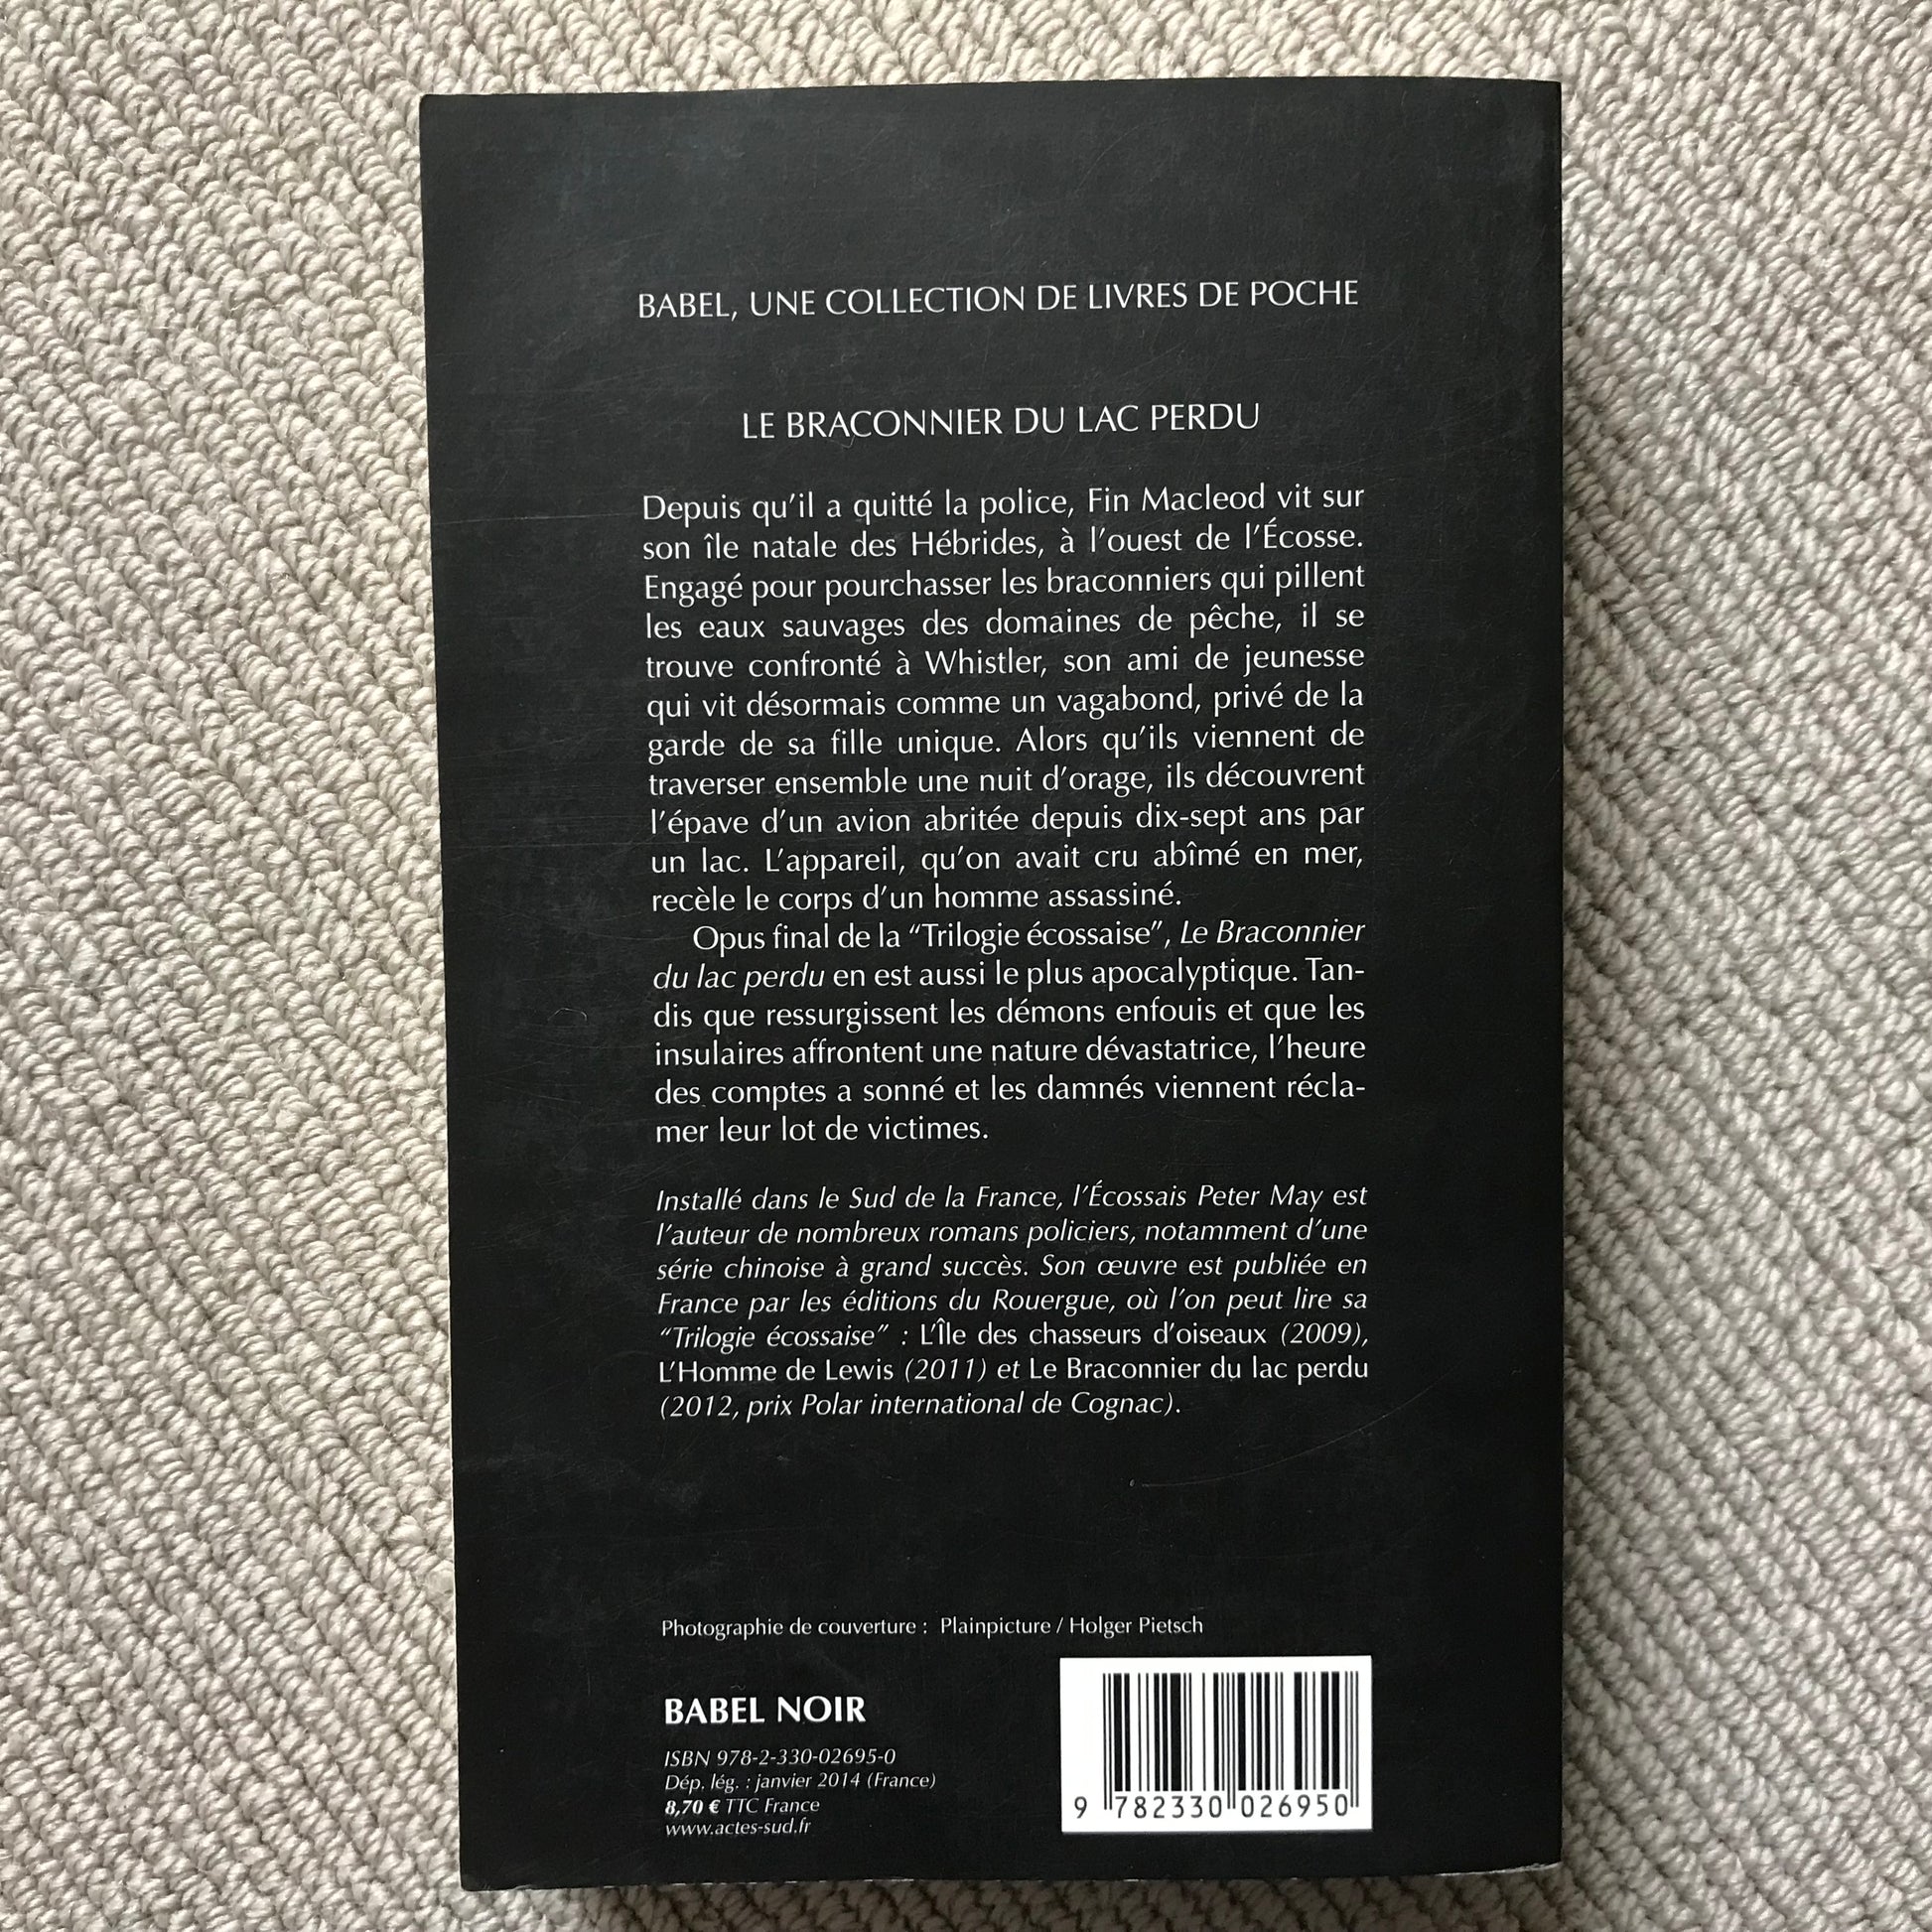 BABEL, UNE COLLECTION DE LIVRES DE POCHE
LE BRACONNIER DU LAC PERDU
Depuis qu'il a quitté la police, Fin Macleod vit sur
son île natale des Hébrides, à l'ouest de l'Écosse.
Engagé pour pourchasser les braconniers qui pillent
les eaux sauvages des domaines de pêche, il se
trouve confronté à Whistler, son ami de jeunesse
qui vit désormais comme un vagabond, privé de la
garde de sa fille unique. Alors qu'ils viennent de
traverser ensemble une nuit d'orage, ils découvrent
l'épave d'un avion abritée depuis dix-sept ans par
un lac. L'appareil, qu'on avait cru abîmé en mer,
recèle le corps d'un homme assassiné.
Opus final de la “Trilogie écossaise”, Le Braconnier
du lac perdu en est aussi le plus apocalyptique. Tan-
dis que ressurgissent les démons enfouis et que les
insulaires affrontent une nature dévastatrice, l'heure
des comptes a sonné et les damnés viennent récla-
mer leur lot de victimes.
Installé dans le Sud de la France, l'Écossais Peter May est
l'auteur de nombreux romans policiers, notamment d'une
série chinoise à grand succès. Son œuvre est publiée en
France par les éditions du Rouergue, où l'on peut lire sa
“Trilogie écossaise” : L'Île des chasseurs d'oiseaux (2009),
L'Homme de Lewis (2011) et Le Braconnier du lac perdu
(2012, prix Polar international de Cognac).
Photographie de couverture : Plainpicture / Holger Pietsch
BABEL NOIR
ISBN 978-2-330-02695-0
Dép. lég. : janvier 2014 (France)
8,70 € TTC France
www.actes-sud.fr
9 782330 026950